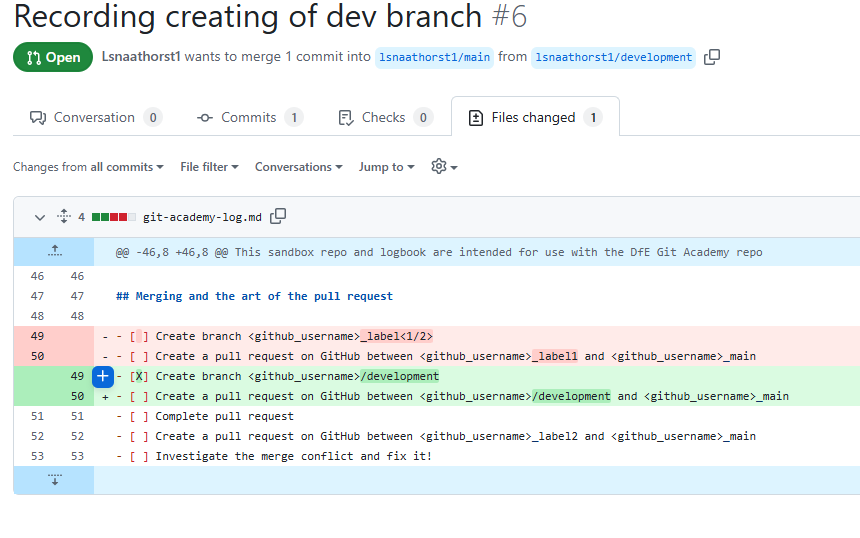 Recording creating of dev branch #6
Open Lsnaathorst1 wants to merge 1 commit into lsnaathorst1/main from lsnaathorst1/development
Conversation 0 Commits 1 Checks 0 Files changed 1
Changes from all commits File filter Conversations Jump to
4 git-academy-log.md
@@ -46,8 +46,8 @@ This sandbox repo and logbook are intended for use with the DfE Git Academy repo
46 46
47 47 ## Merging and the art of the pull request
48 48
49 - - [ ] Create branch <github_username>_label<1/2>
50 - - [ ] Create a pull request on GitHub between <github_username>_label1 and <github_username>_main
49 + - [X] Create branch <github_username>/development
50 + - [ ] Create a pull request on GitHub between <github_username>/development and <github_username>_main
51 51 - [ ] Complete pull request
52 52 - [ ] Create a pull request on GitHub between <github_username>_label2 and <github_username>_main
53 53 - [ ] Investigate the merge conflict and fix it!